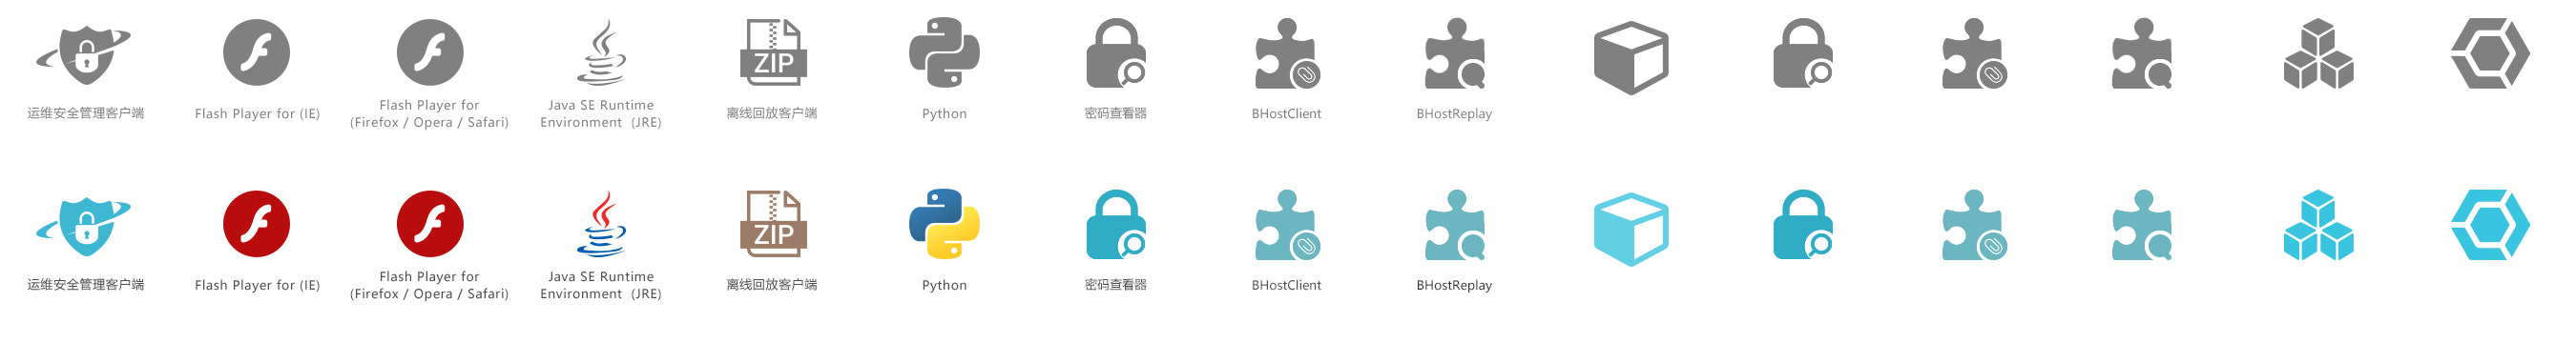 ZIP
运维安全管理客户端
Flash Player for (IE)
Flash Player for
(Firefox / Opera / Safari)
Java SE Runtime
Environment (JRE)
离线回放客户端
Python
密码查看器
BHostClient
BHostReplay
ZIP
运维安全管理客户端
Flash Player for (IE)
Flash Player for
(Firefox / Opera / Safari)
Java SE Runtime
Environment (JRE)
离线回放客户端
Python
密码查看器
BHostClient
BHostReplay